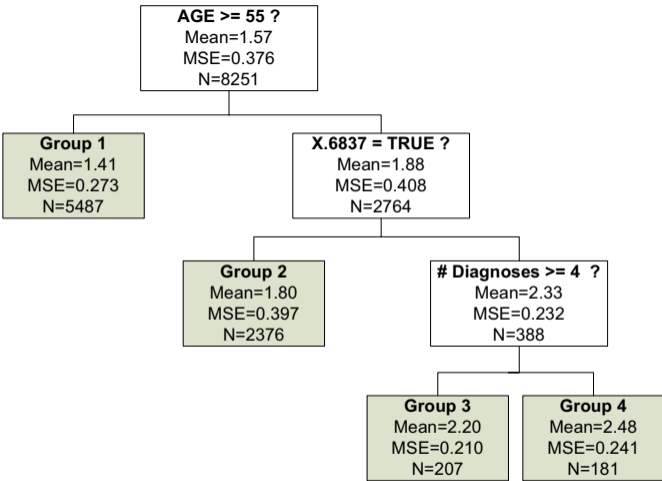 AGE >= 55 ?
Mean=1.57
MSE=0.376
N=8251
Group 1
Mean=1.41
MSE=0.273
N=5487
X.6837 = TRUE ?
Mean=1.88
MSE=0.408
N=2764
Group 2
Mean=1.80
MSE=0.397
N=2376
# Diagnoses >= 4 ?
Mean=2.33
MSE=0.232
N=388
Group 3
Mean=2.20
MSE=0.210
N=207
Group 4
Mean=2.48
MSE=0.241
N=181